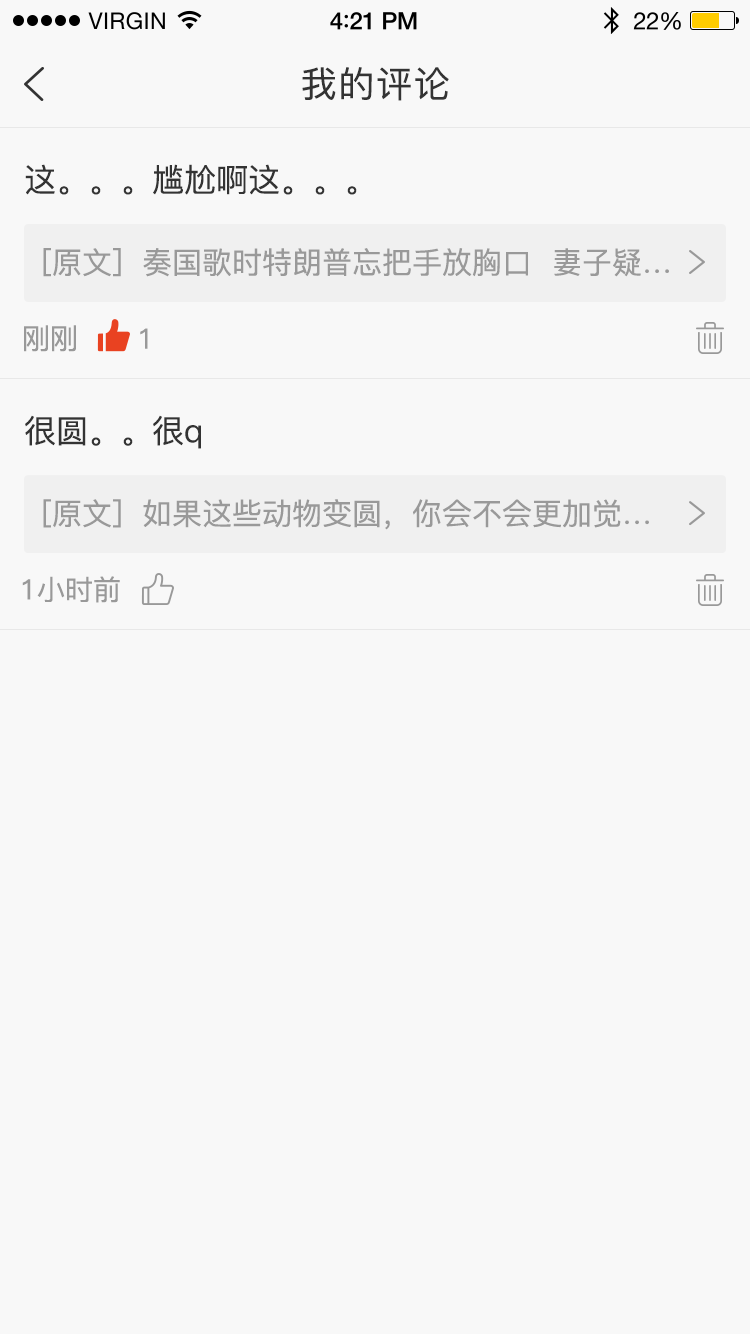 VIRGIN 4:21 PM 22%
我的评论
这。。。尴尬啊这。。。
[原文] 奏国歌时特朗普忘把手放胸口 妻子疑...
刚刚 1
很圆。。很q
[原文] 如果这些动物变圆，你会不会更加觉...
1小时前